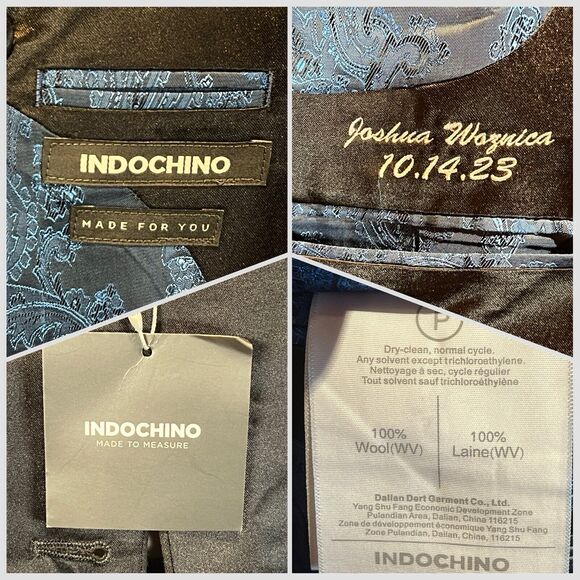 INDOCHINO
MADE FOR YOU
Joshua Woznica
10.14.23
INDOCHINO
MADE TO MEASURE
P
Dry-clean, normal cycle.
Any solvent except trichloroethylene.
Nettoyage à sec, cycle régulier
Tout solvent sauf trichloroéthylène
100%
Wool(WV)
100%
Laine(WV)
Dalian Dort Garment Co., Ltd.
Yang Shu Fang Economic Development Zone
Pulandian Area, Dalian, China 116215
Zone de développement économique Yang Shu Fang
Zone Pulandian, Dalian, Chine, 116215
INDOCHINO